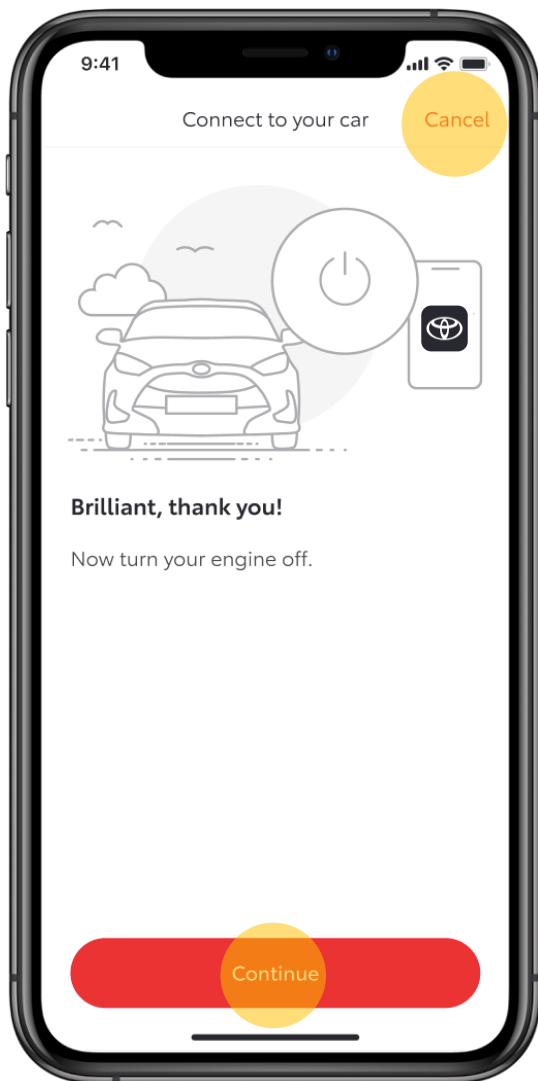 9:41
Connect to your car
Cancel
Brilliant, thank you!
Now turn your engine off.
Continue